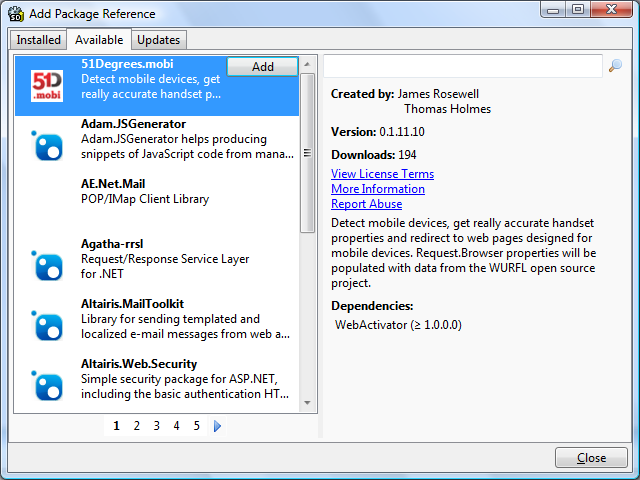 Add Package Reference
Installed
Available
Updates
51Degrees.mobi
Add
Detect mobile devices, get
really accurate handset p...
51D
.mobi
Adam.JSGenerator
Adam.JSGenerator helps producing
snippets of JavaScript code from mana...
AE.Net.Mail
POP/IMap Client Library
Agatha-rrsl
Request/Response Service Layer
for .NET
Altairis.MailToolkit
Library for sending templated and
localized e-mail messages from web a...
Altairis.Web.Security
Simple security package for ASP.NET,
including the basic authentication HT...
1 2 3 4 5
Created by: James Rosewell
Thomas Holmes
Version: 0.1.11.10
Downloads: 194
View License Terms
More Information
Report Abuse
Detect mobile devices, get really accurate handset
properties and redirect to web pages designed for
mobile devices. Request.Browser properties will be
populated with data from the WURFL open source
project.
Dependencies:
WebActivator (≥ 1.0.0.0)
Close